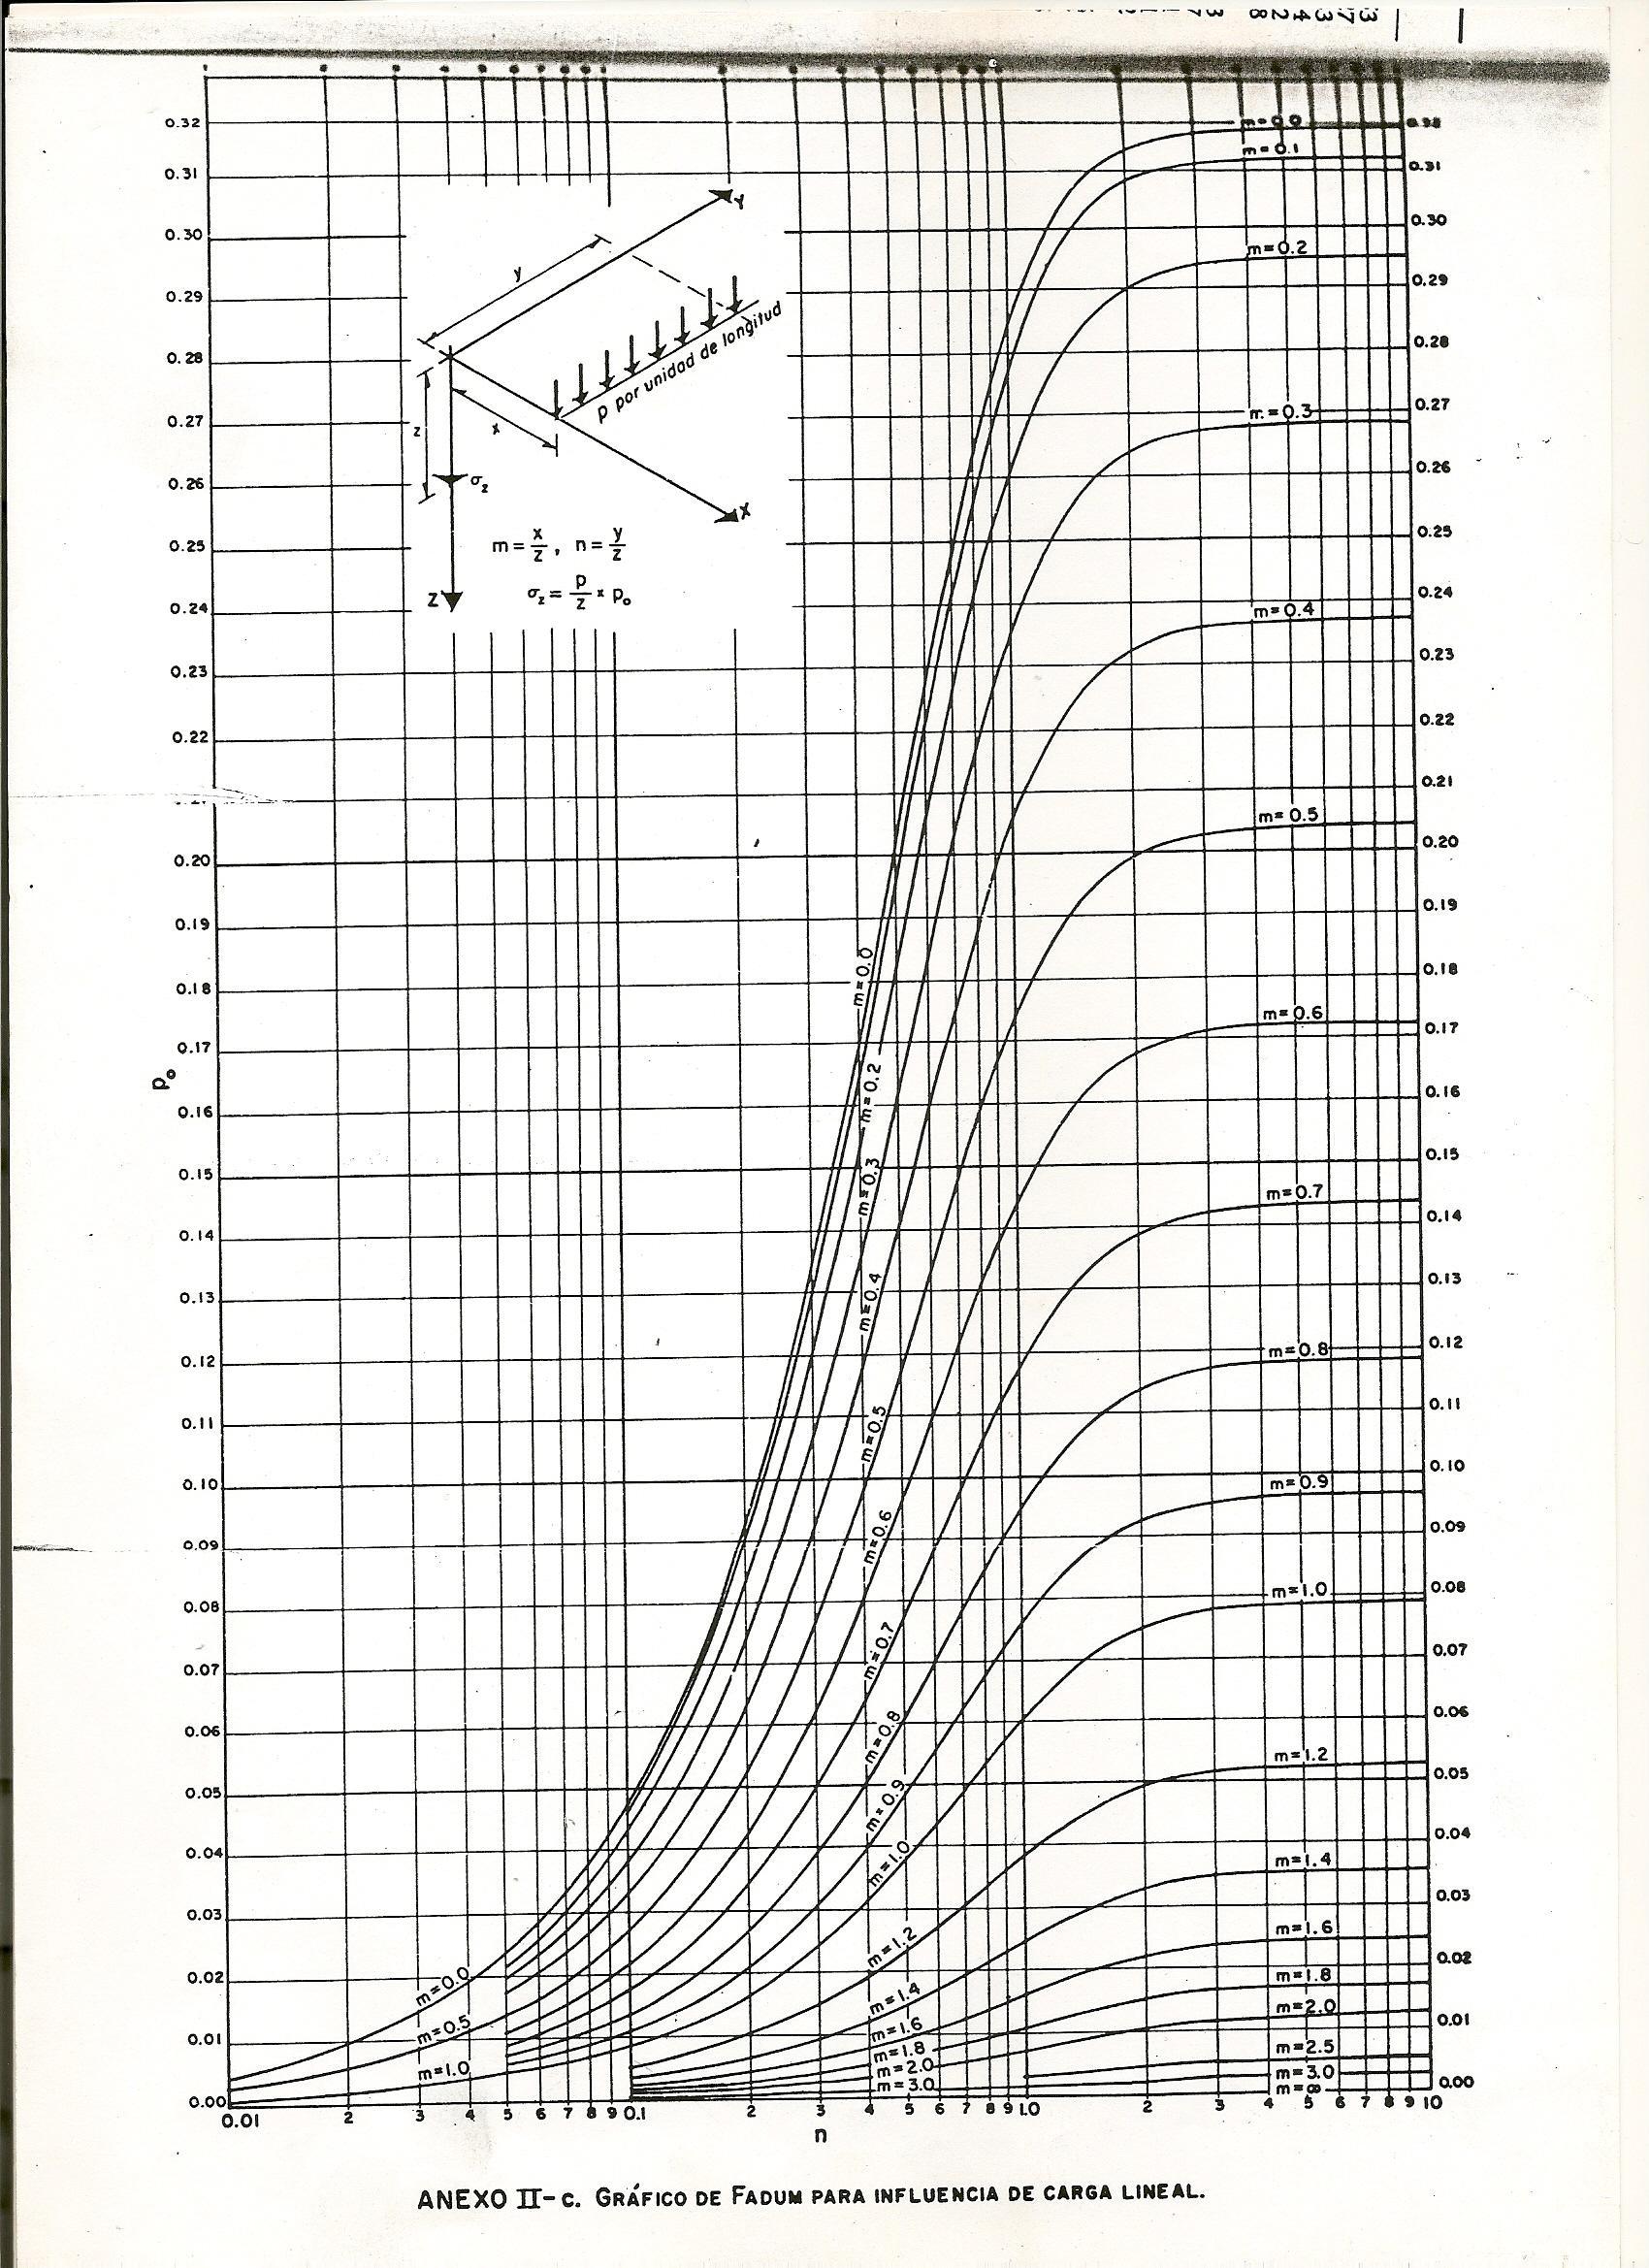 0.32
0.31
0.30
0.29
0.28
0.27
0.26
0.25
0.24
0.23
0.22
0.20
0.19
0.18
0.17
0.16
0.15
0.14
0.13
0.12
0.11
0.10
0.09
0.08
0.07
0.06
0.05
0.04
0.03
0.02
0.01
0.00
p₀
Y
y
p por unidad de longitud
z
x
σz
X
m = x/z , n = y/z
Z
σz = p/z × p₀
m=0.0
m=0.1
m=0.2
m=0.3
m=0.4
m=0.5
m=0.6
m=0.7
m=0.8
m=0.9
m=1.0
m=1.2
m=1.4
m=1.6
m=1.8
m=2.0
m=2.5
m=3.0
m=∞
m=0.0
m=0.2
m=0.3
m=0.4
m=0.5
m=0.6
m=0.7
m=0.8
m=0.9
m=1.0
m=1.2
m=1.4
m=1.6
m=1.8
m=2.0
m=3.0
m=0.0
m=0.5
m=1.0
0.31
0.30
0.29
0.28
0.27
0.26
0.25
0.24
0.23
0.22
0.21
0.20
0.19
0.18
0.17
0.16
0.15
0.14
0.13
0.12
0.11
0.10
0.09
0.08
0.07
0.06
0.05
0.04
0.03
0.02
0.01
0.00
0.01 2 3 4 5 6 7 8 9 0.1 2 3 4 5 6 7 8 9 1.0 2 3 4 5 6 7 8 9 10
n
ANEXO II-c. GRÁFICO DE FADUM PARA INFLUENCIA DE CARGA LINEAL.